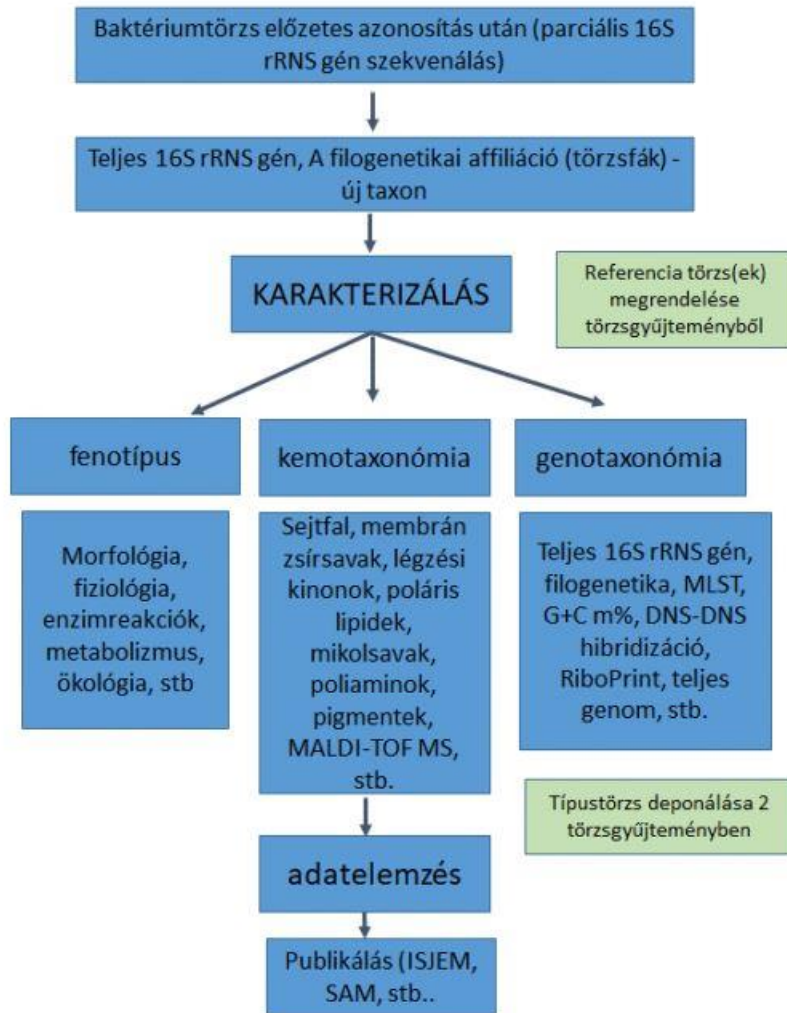 Baktériumtörzs előzetes azonosítás után (parciális 16S
rRNS gén szekvenálás)
Teljes 16S rRNS gén, A filogenetikai affiliáció (törzsfák) -
új taxon
KARAKTERIZÁLÁS
Referencia törzs(ek)
megrendelése
törzsgyűjteményből
fenotípus
kemotaxonómia
genotaxonómia
Morfológia,
fiziológia,
enzimreakciók,
metabolizmus,
ökológia, stb
Sejtfal, membrán
zsírsavak, légzési
kinonok, poláris
lipidek,
mikolsavak,
poliaminok,
pigmentek,
MALDI-TOF MS,
stb.
Teljes 16S rRNS gén,
filogenetika, MLST,
G+C m%, DNS-DNS
hibridizáció,
RiboPrint, teljes
genom, stb.
Típustörzs deponálása 2
törzsgyűjteményben
adatelemzés
Publikálás (ISJEM,
SAM, stb..